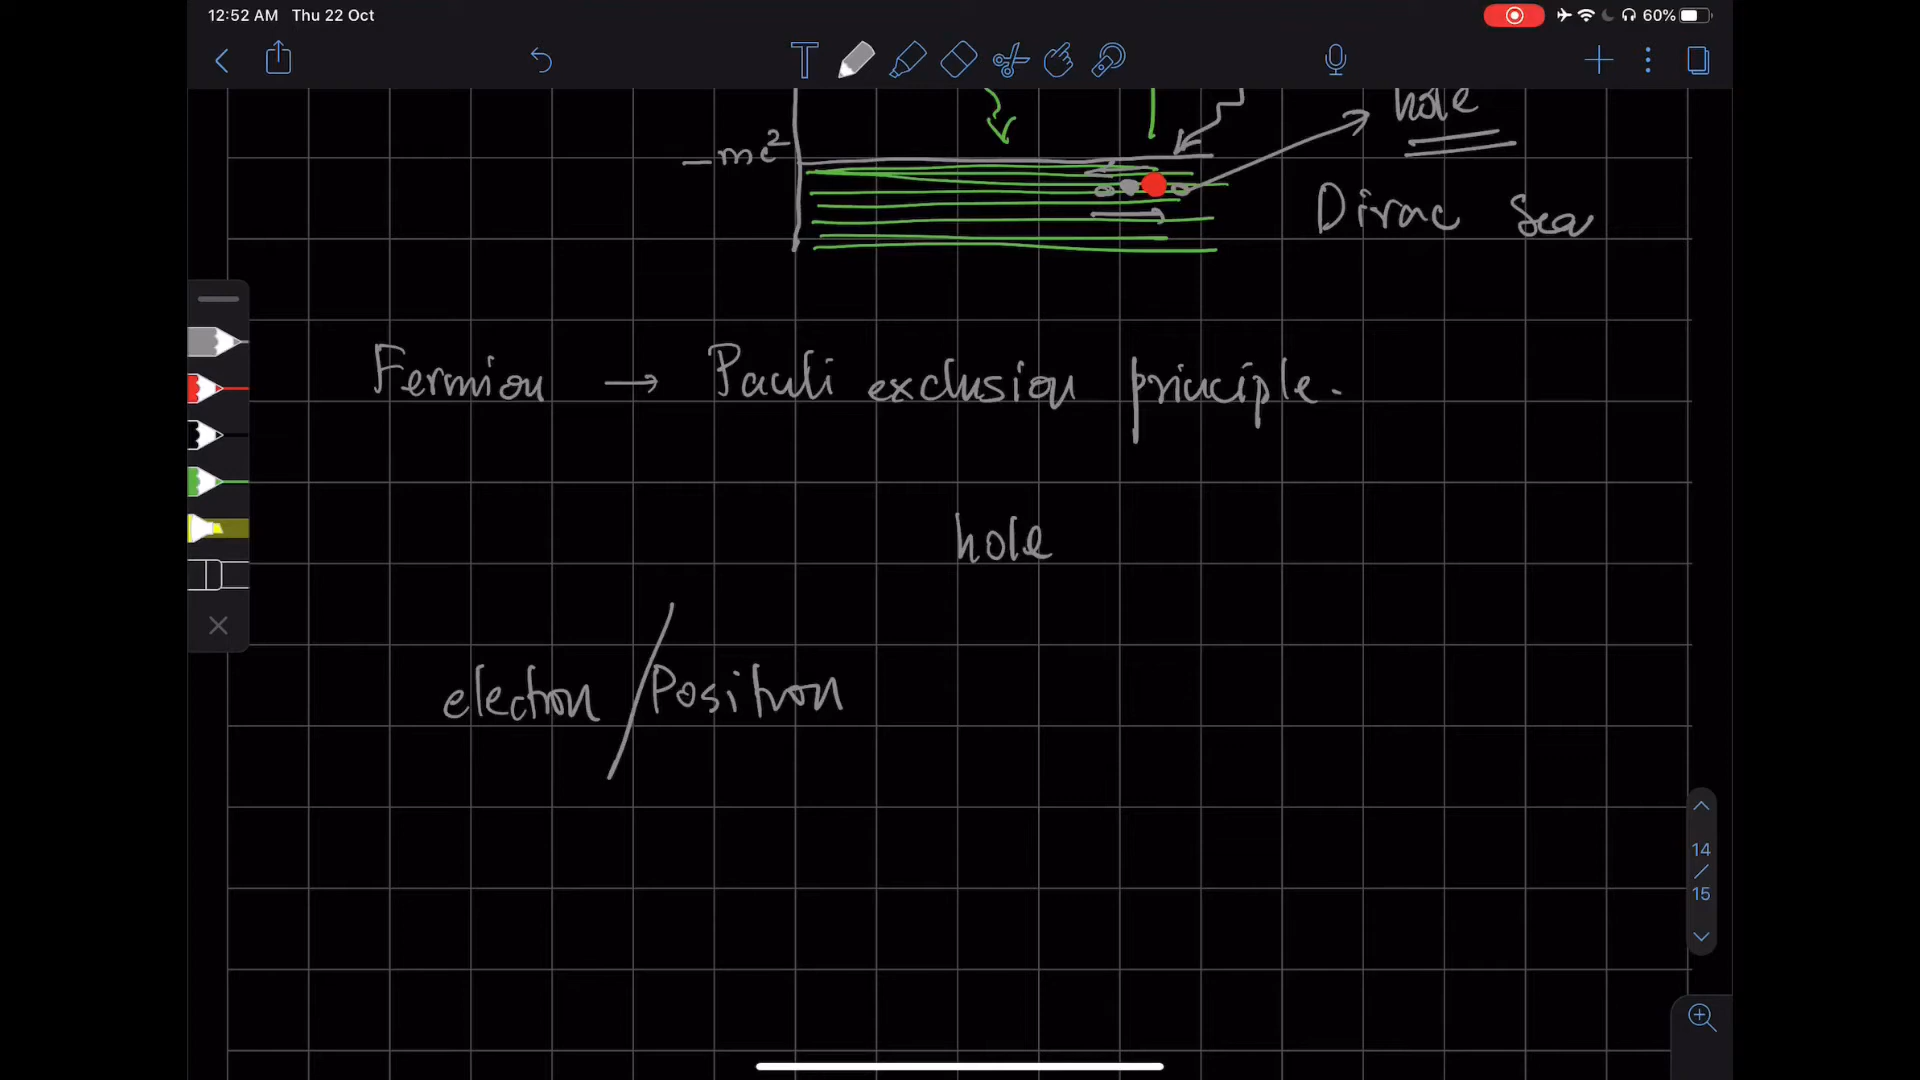 12:52 AM Thu 22 Oct
60%
T
hole
-mc²
Dirac Sea
Fermion → Pauli exclusion principle.
hole
electron / Positron
14
/
15